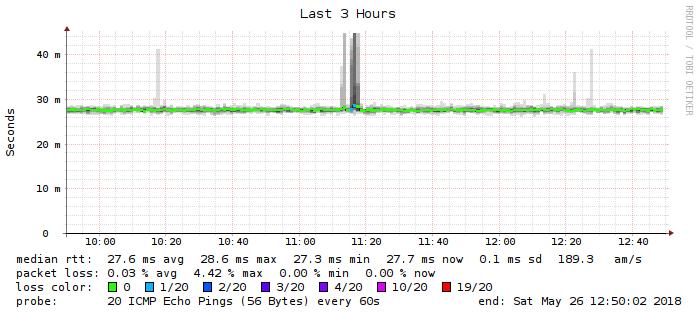 Last 3 Hours
RRDTOOL / TOBI OETIKER
Seconds
40 m
30 m
20 m
10 m
0
10:00 10:20 10:40 11:00 11:20 11:40 12:00 12:20 12:40
median rtt: 27.6 ms avg 28.6 ms max 27.3 ms min 27.7 ms now 0.1 ms sd 189.3 am/s
packet loss: 0.03 % avg 4.42 % max 0.00 % min 0.00 % now
loss color: 0 1/20 2/20 3/20 4/20 10/20 19/20
probe: 20 ICMP Echo Pings (56 Bytes) every 60s end: Sat May 26 12:50:02 2018